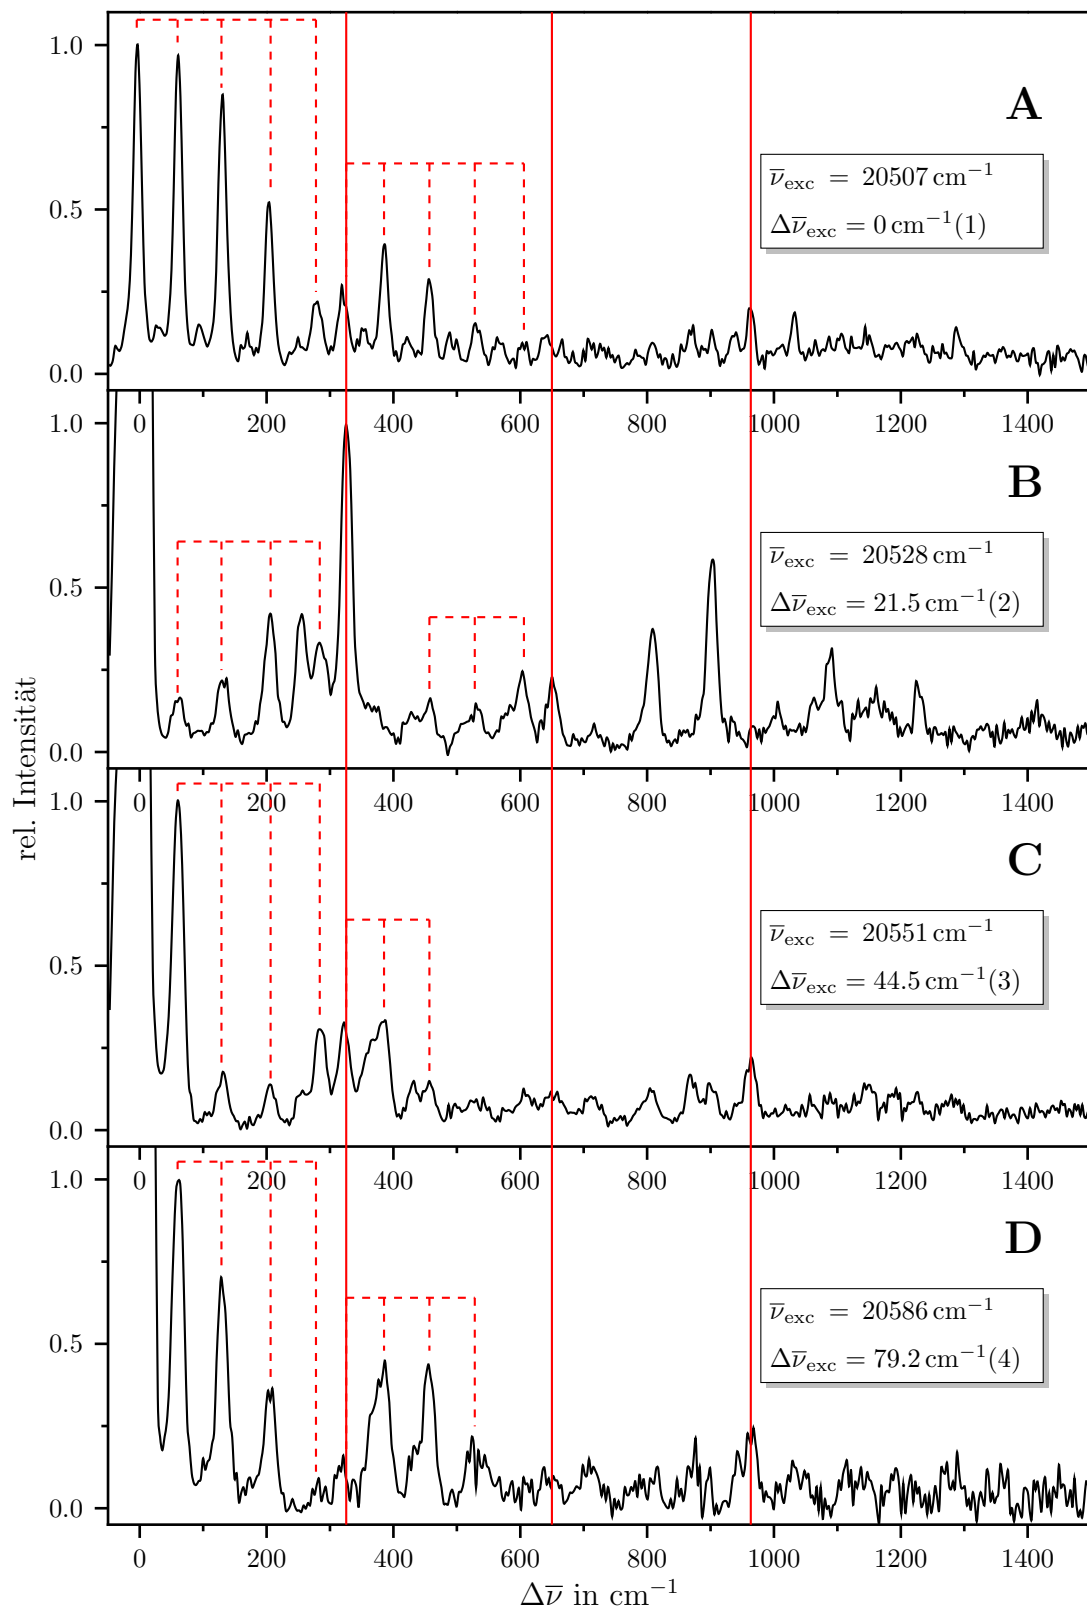 1.0
0.5
0.0
A
ν̅exc = 20507 cm⁻¹
Δν̅exc = 0 cm⁻¹(1)
0 200 400 600 800 1000 1200 1400
1.0
0.5
0.0
B
ν̅exc = 20528 cm⁻¹
Δν̅exc = 21.5 cm⁻¹(2)
0 200 400 600 800 1000 1200 1400
rel. Intensität
1.0
0.5
0.0
C
ν̅exc = 20551 cm⁻¹
Δν̅exc = 44.5 cm⁻¹(3)
0 200 400 600 800 1000 1200 1400
1.0
0.5
0.0
D
ν̅exc = 20586 cm⁻¹
Δν̅exc = 79.2 cm⁻¹(4)
0 200 400 600 800 1000 1200 1400
Δν̅ in cm⁻¹